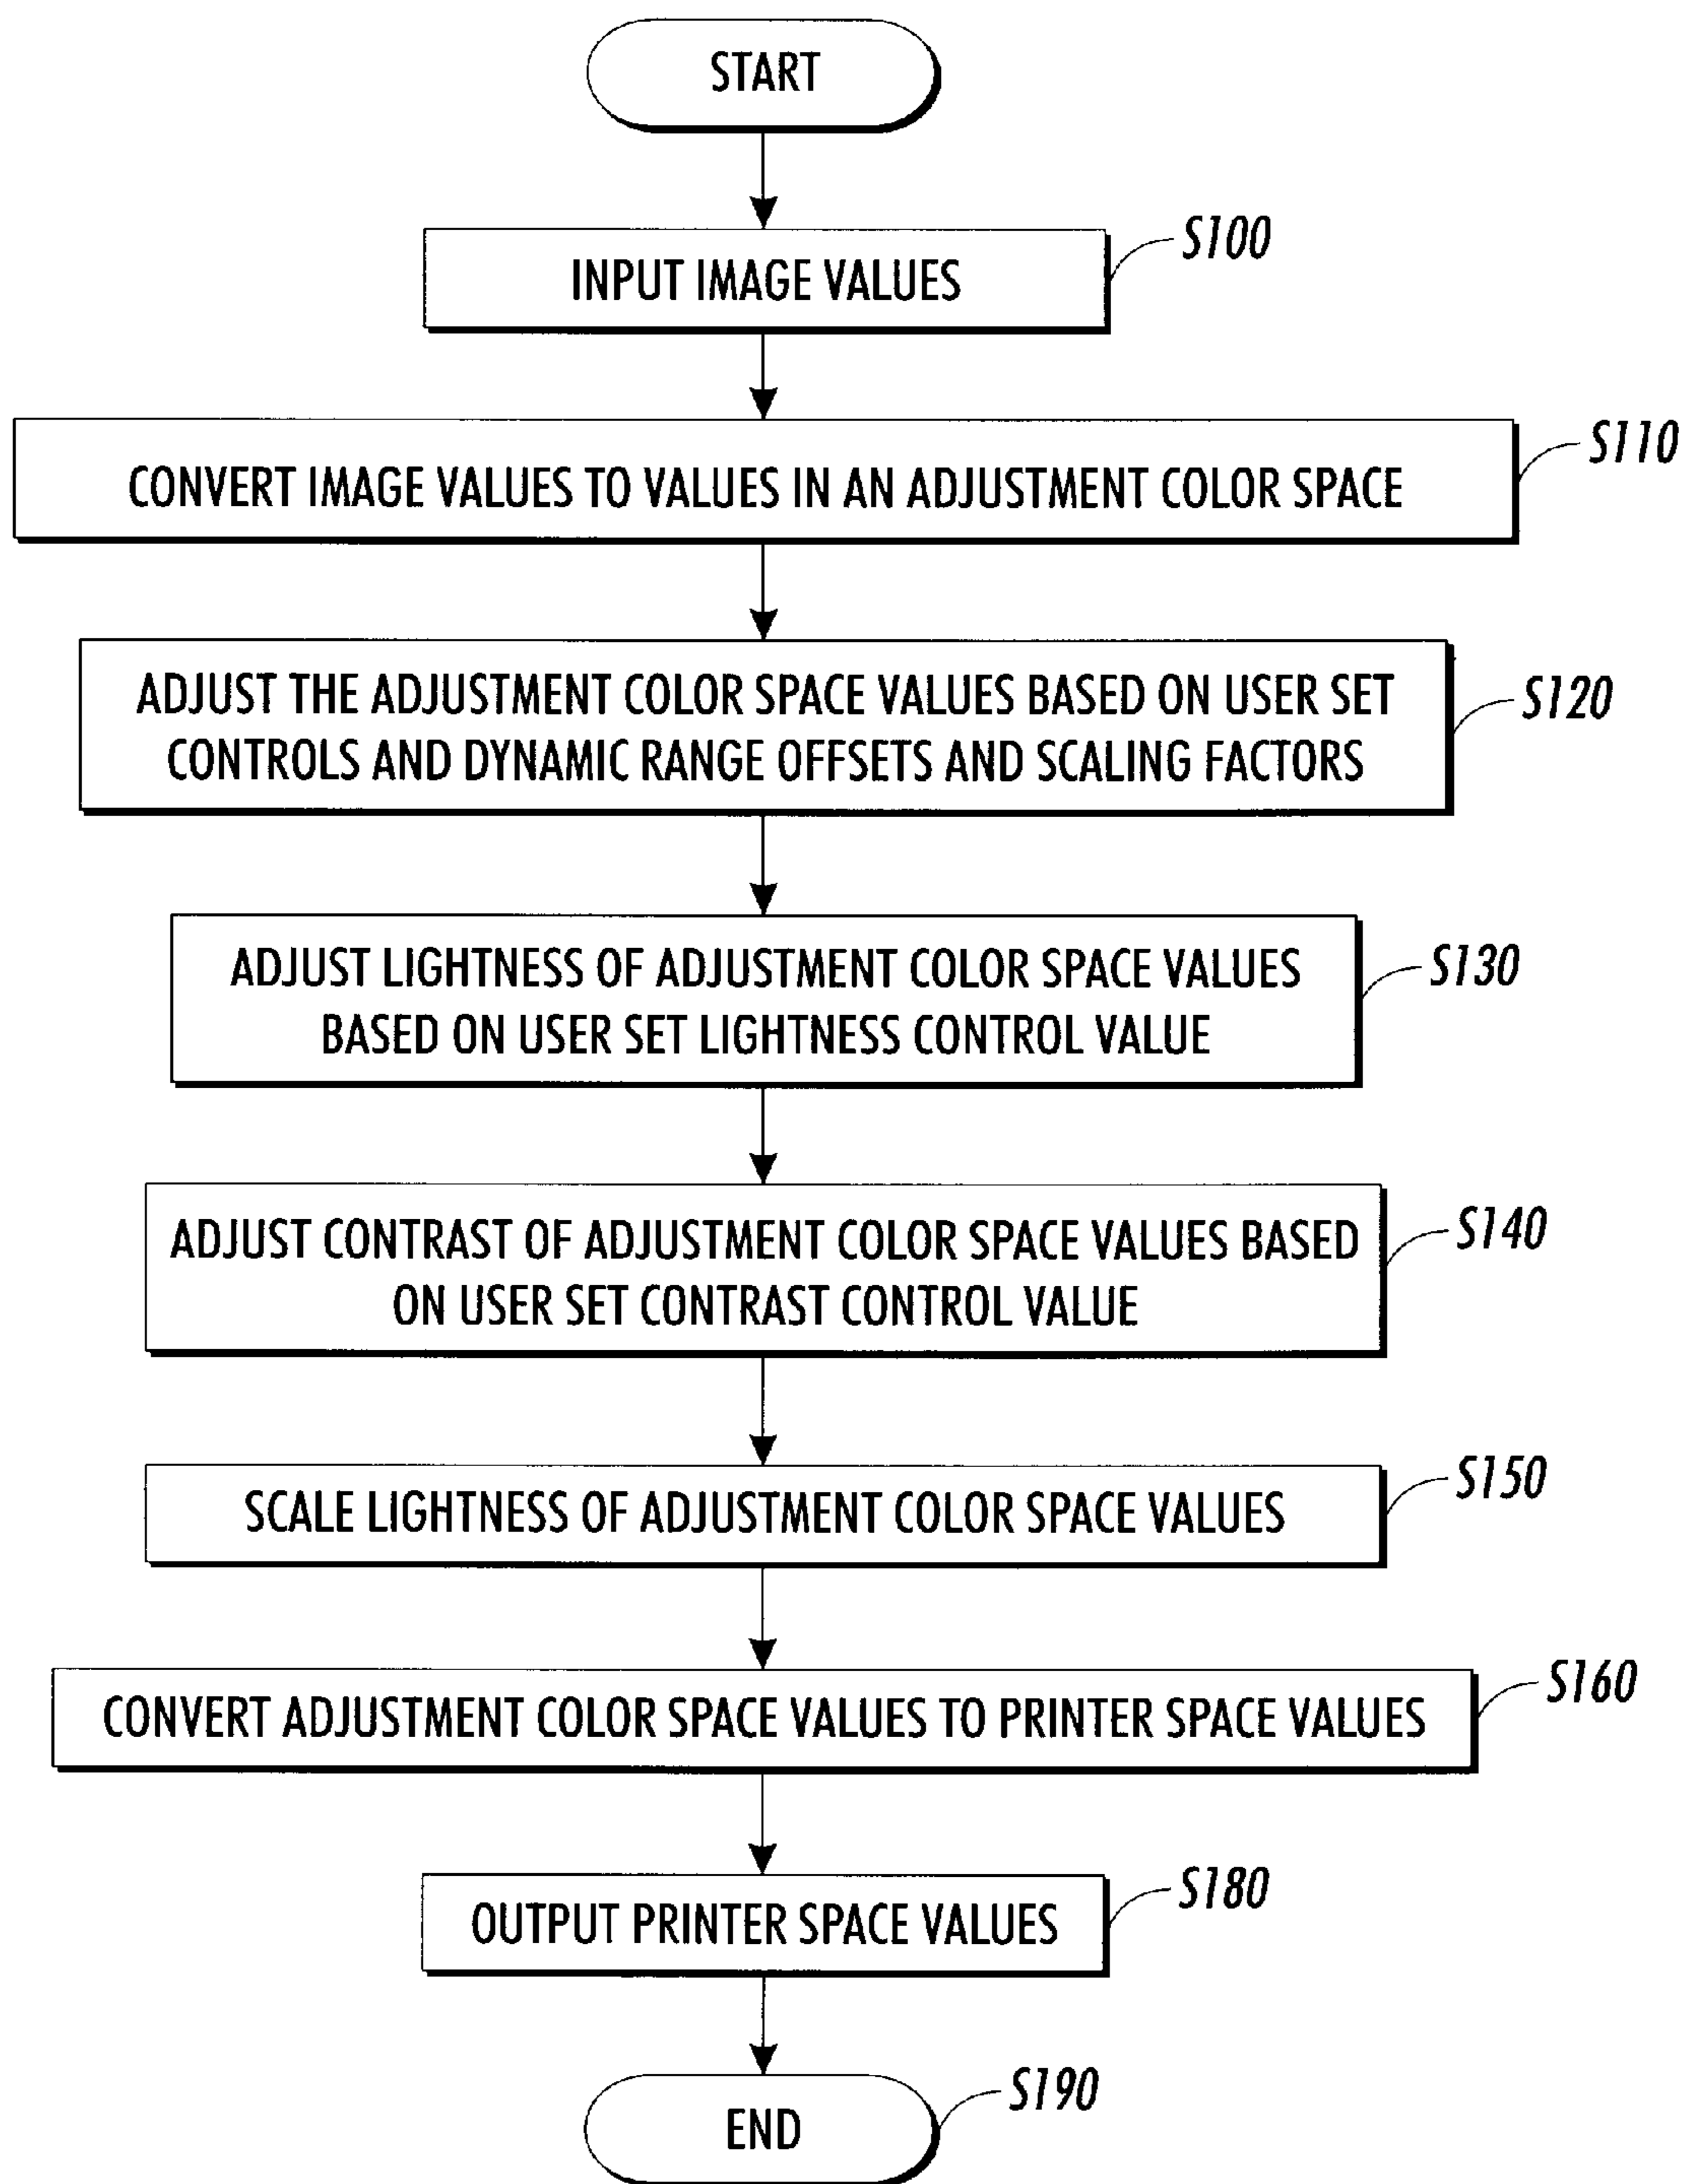 START
INPUT IMAGE VALUES
S100
CONVERT IMAGE VALUES TO VALUES IN AN ADJUSTMENT COLOR SPACE
S110
ADJUST THE ADJUSTMENT COLOR SPACE VALUES BASED ON USER SET
CONTROLS AND DYNAMIC RANGE OFFSETS AND SCALING FACTORS
S120
ADJUST LIGHTNESS OF ADJUSTMENT COLOR SPACE VALUES
BASED ON USER SET LIGHTNESS CONTROL VALUE
S130
ADJUST CONTRAST OF ADJUSTMENT COLOR SPACE VALUES BASED
ON USER SET CONTRAST CONTROL VALUE
S140
SCALE LIGHTNESS OF ADJUSTMENT COLOR SPACE VALUES
S150
CONVERT ADJUSTMENT COLOR SPACE VALUES TO PRINTER SPACE VALUES
S160
OUTPUT PRINTER SPACE VALUES
S180
END
S190